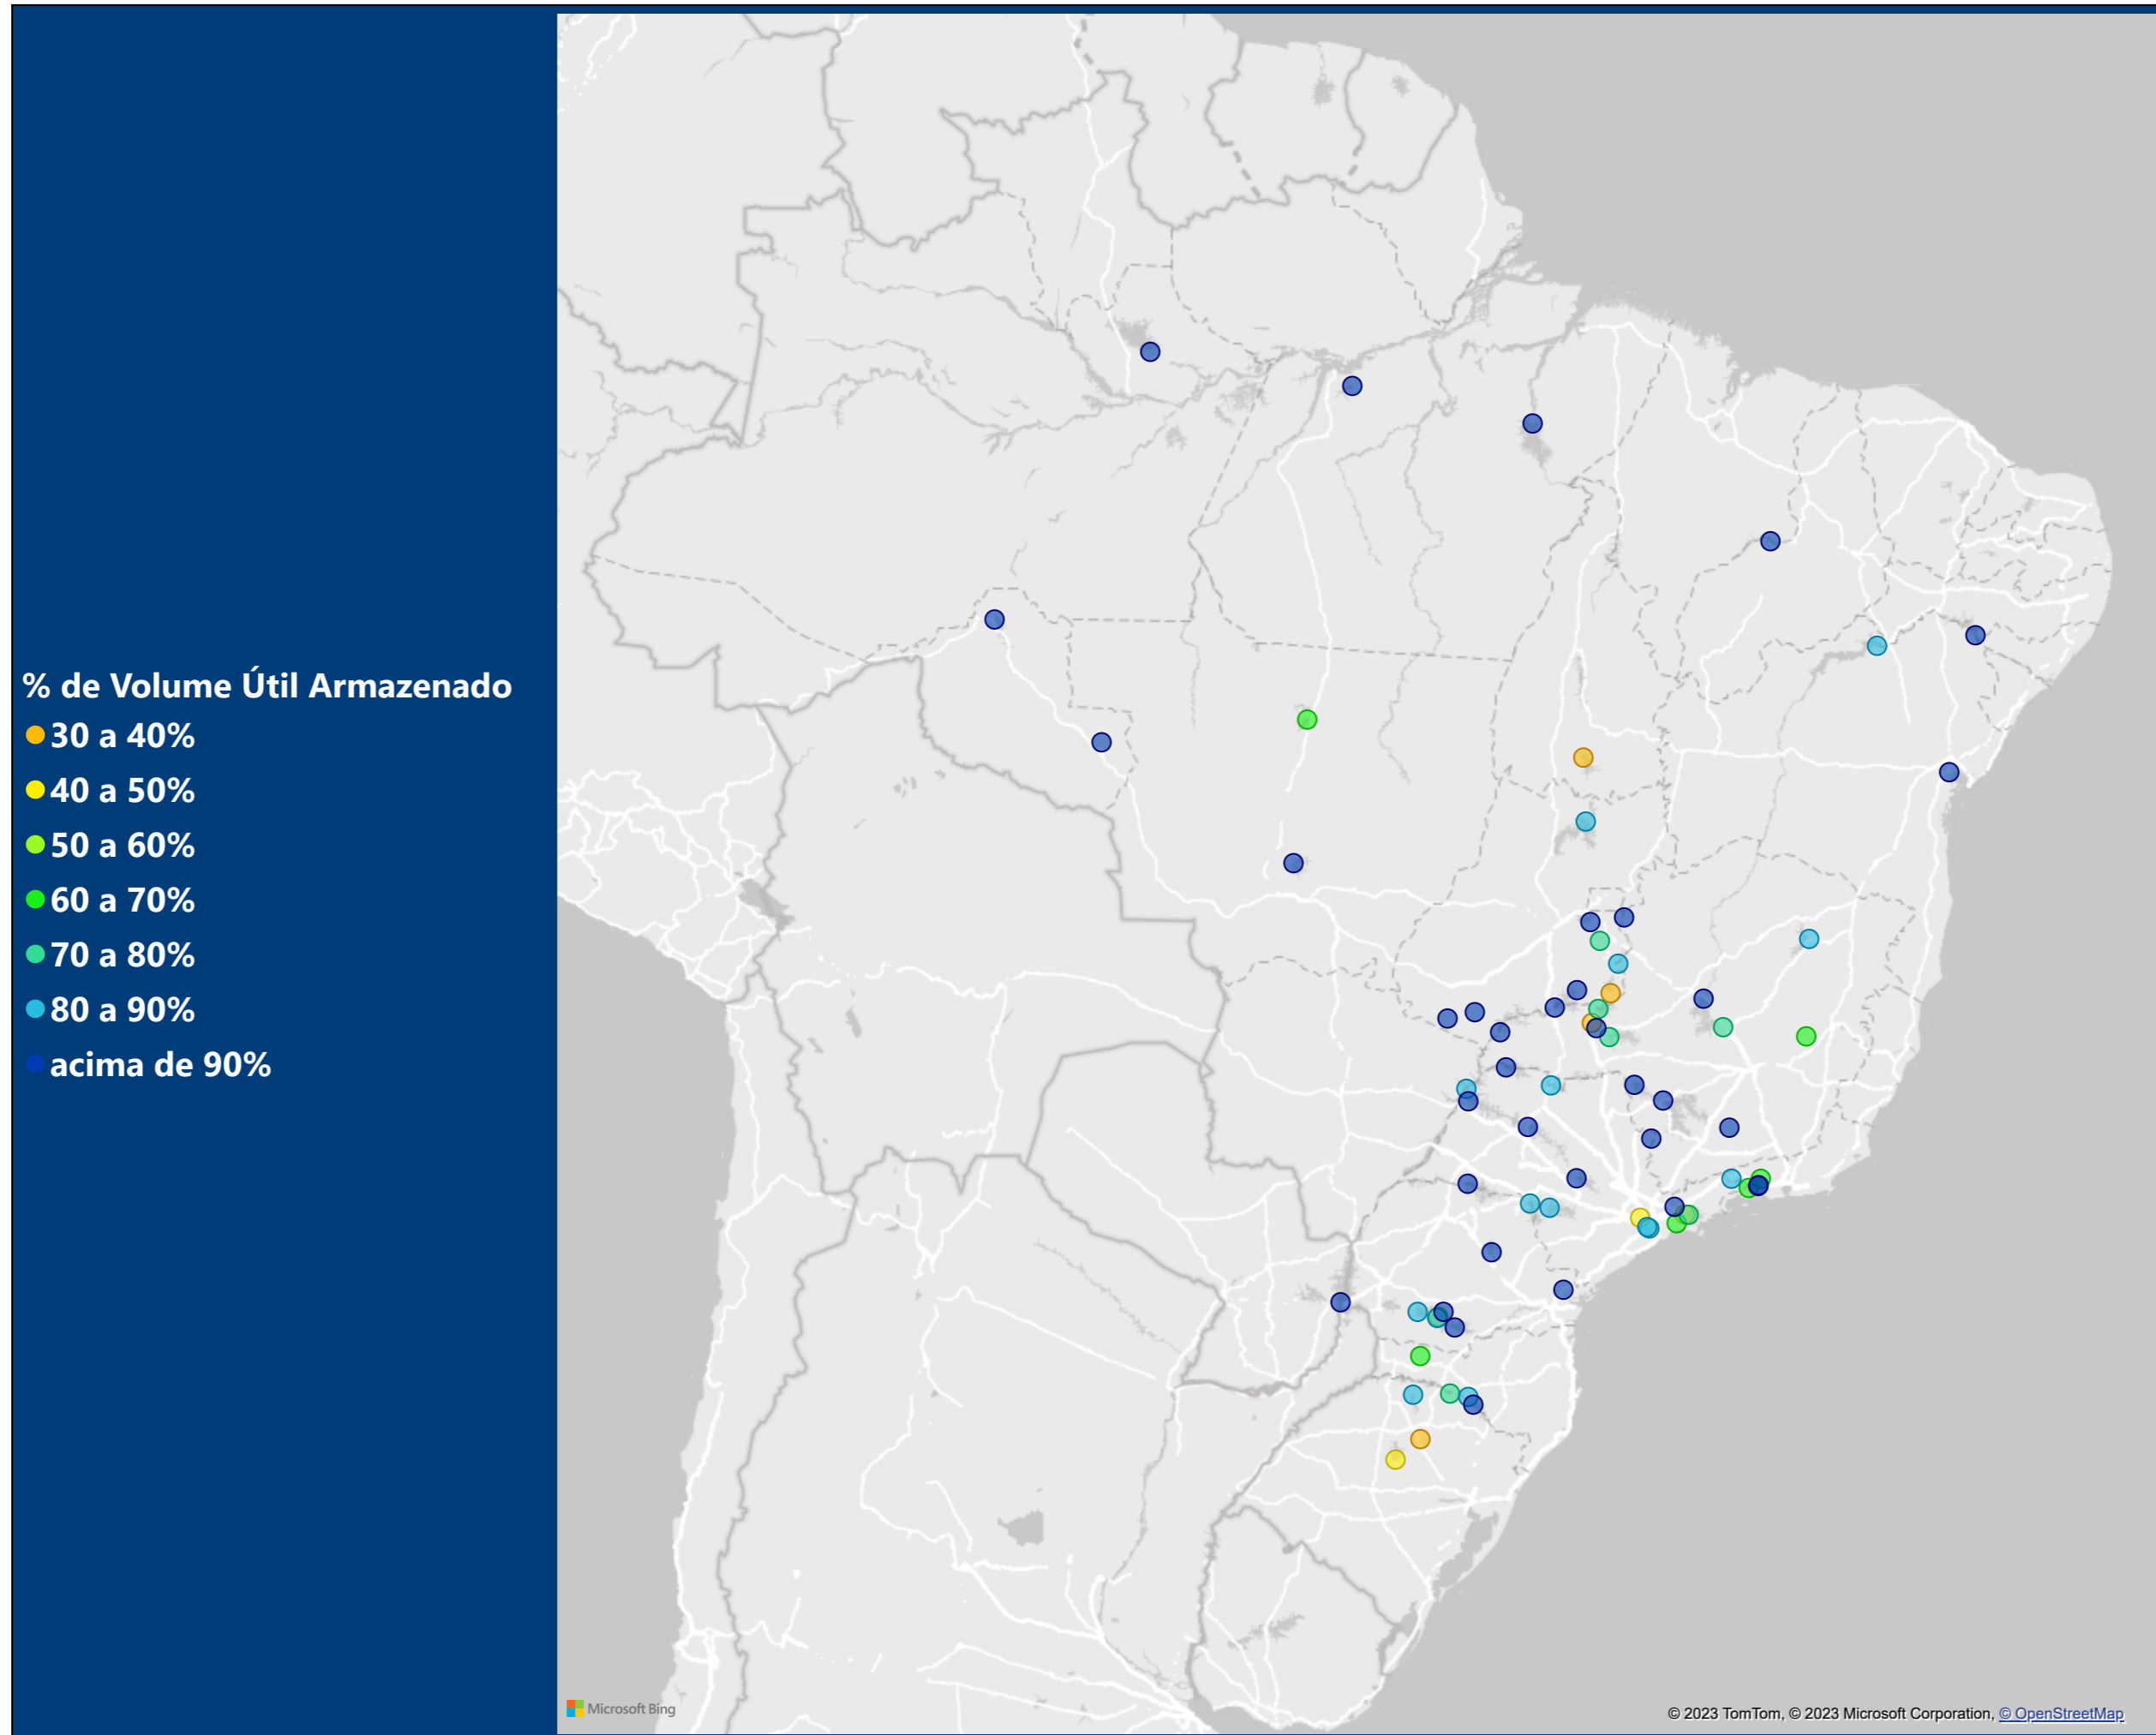 % de Volume Útil Armazenado
30 a 40%
40 a 50%
50 a 60%
60 a 70%
70 a 80%
80 a 90%
acima de 90%
Microsoft Bing
© 2023 TomTom, © 2023 Microsoft Corporation, © OpenStreetMap